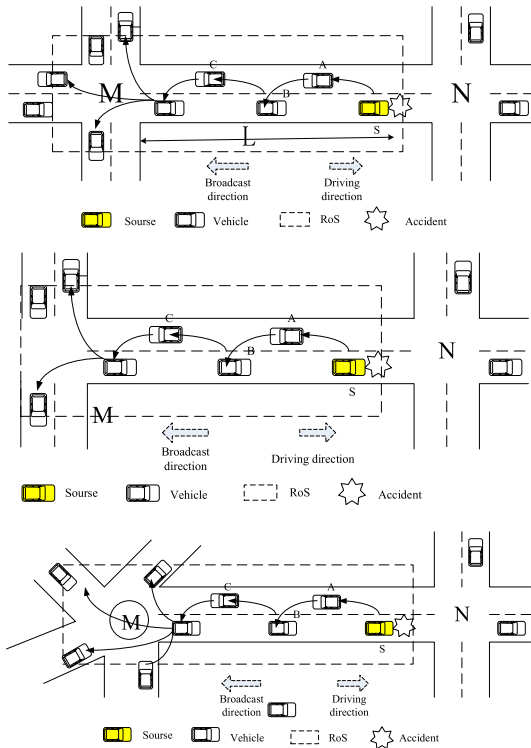 C
A
M
B
N
S
L
Broadcast
direction
Driving
direction
Sourse
Vehicle
RoS
Accident
C
A
B
N
S
M
Broadcast
direction
Driving direction
Sourse
Vehicle
RoS
Accident
C
A
M
B
N
S
Broadcast
direction
Driving
direction
Sourse
Vehicle
RoS
Accident